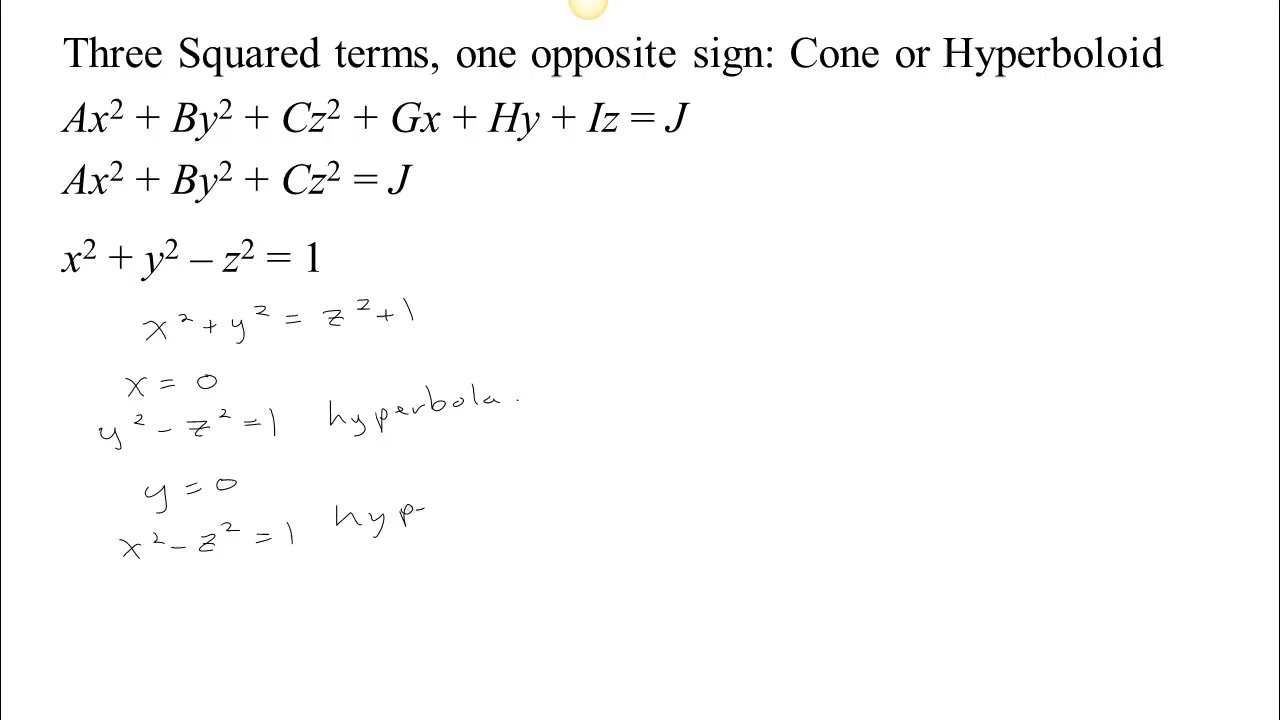 Three Squared terms, one opposite sign: Cone or Hyperboloid
Ax² + By² + Cz² + Gx + Hy + Iz = J
Ax² + By² + Cz² = J
x² + y² – z² = 1
x² + y² = z² + 1
x = 0
y² - z² = 1 hyperbola.
y = 0
x² - z² = 1 hyp